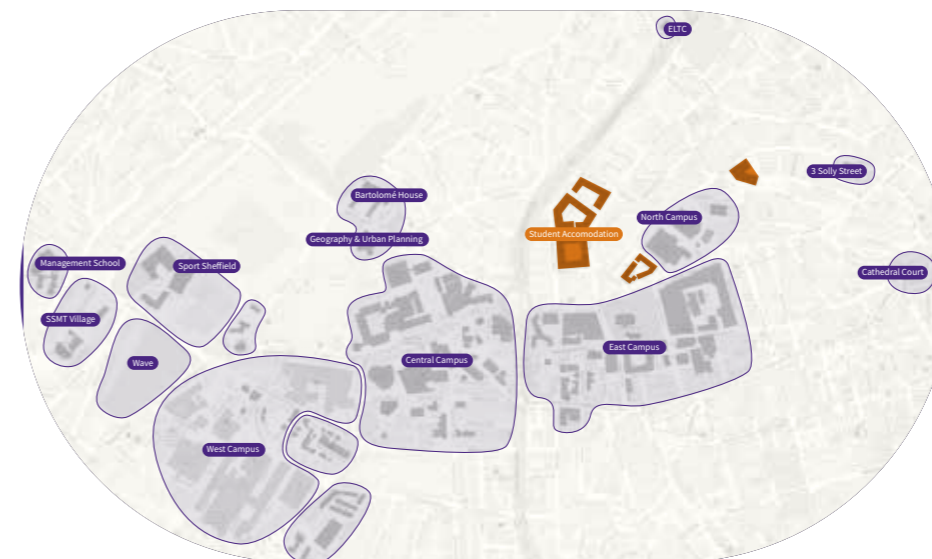 ELTC
3 Solly Street
Bartolomé House
North Campus
Student Accomodation
Geography & Urban Planning
Management School
Sport Sheffield
Cathedral Court
SSMT Village
East Campus
Central Campus
Wave
West Campus